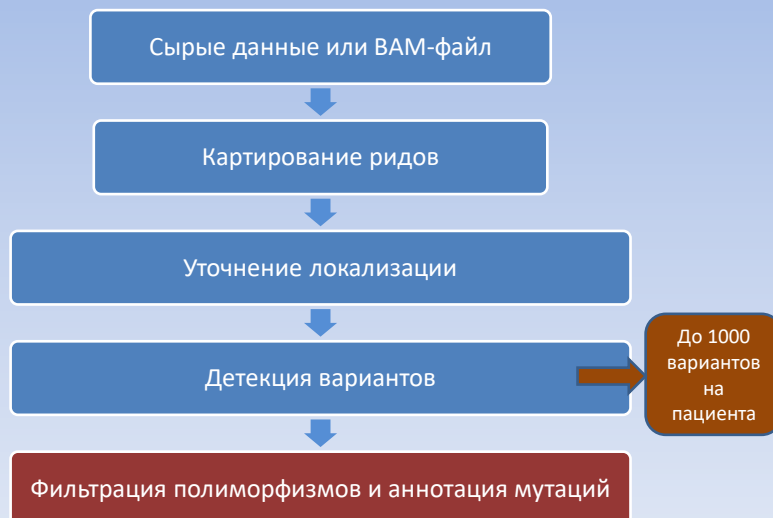 Сырые данные или BAM-файл
Картирование ридов
Уточнение локализации
Детекция вариантов
До 1000
вариантов
на
пациента
Фильтрация полиморфизмов и аннотация мутаций